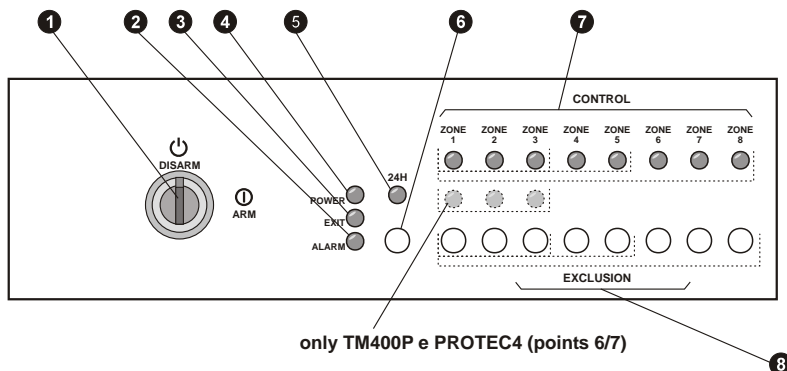 1 2 3 4 5 6 7
CONTROL
ZONE 1 ZONE 2 ZONE 3 ZONE 4 ZONE 5 ZONE 6 ZONE 7 ZONE 8
DISARM
24H
POWER
ARM
EXIT
ALARM
EXCLUSION
only TM400P e PROTEC4 (points 6/7)
8